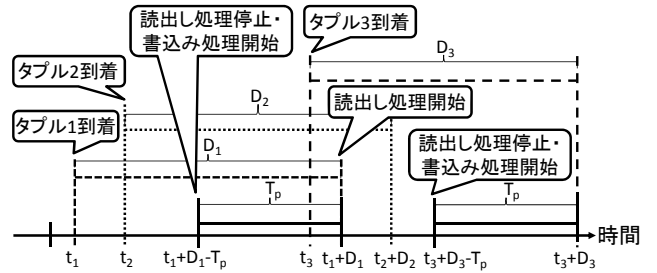 読出し処理停止・
書込み処理開始
タプル3到着
D3
タプル2到着
D2
読出し処理開始
タプル1到着
D1
読出し処理停止・
書込み処理開始
Tp
Tp
時間
t1
t2
t1+D1-Tp
t3
t1+D1
t2+D2
t3+D3-Tp
t3+D3